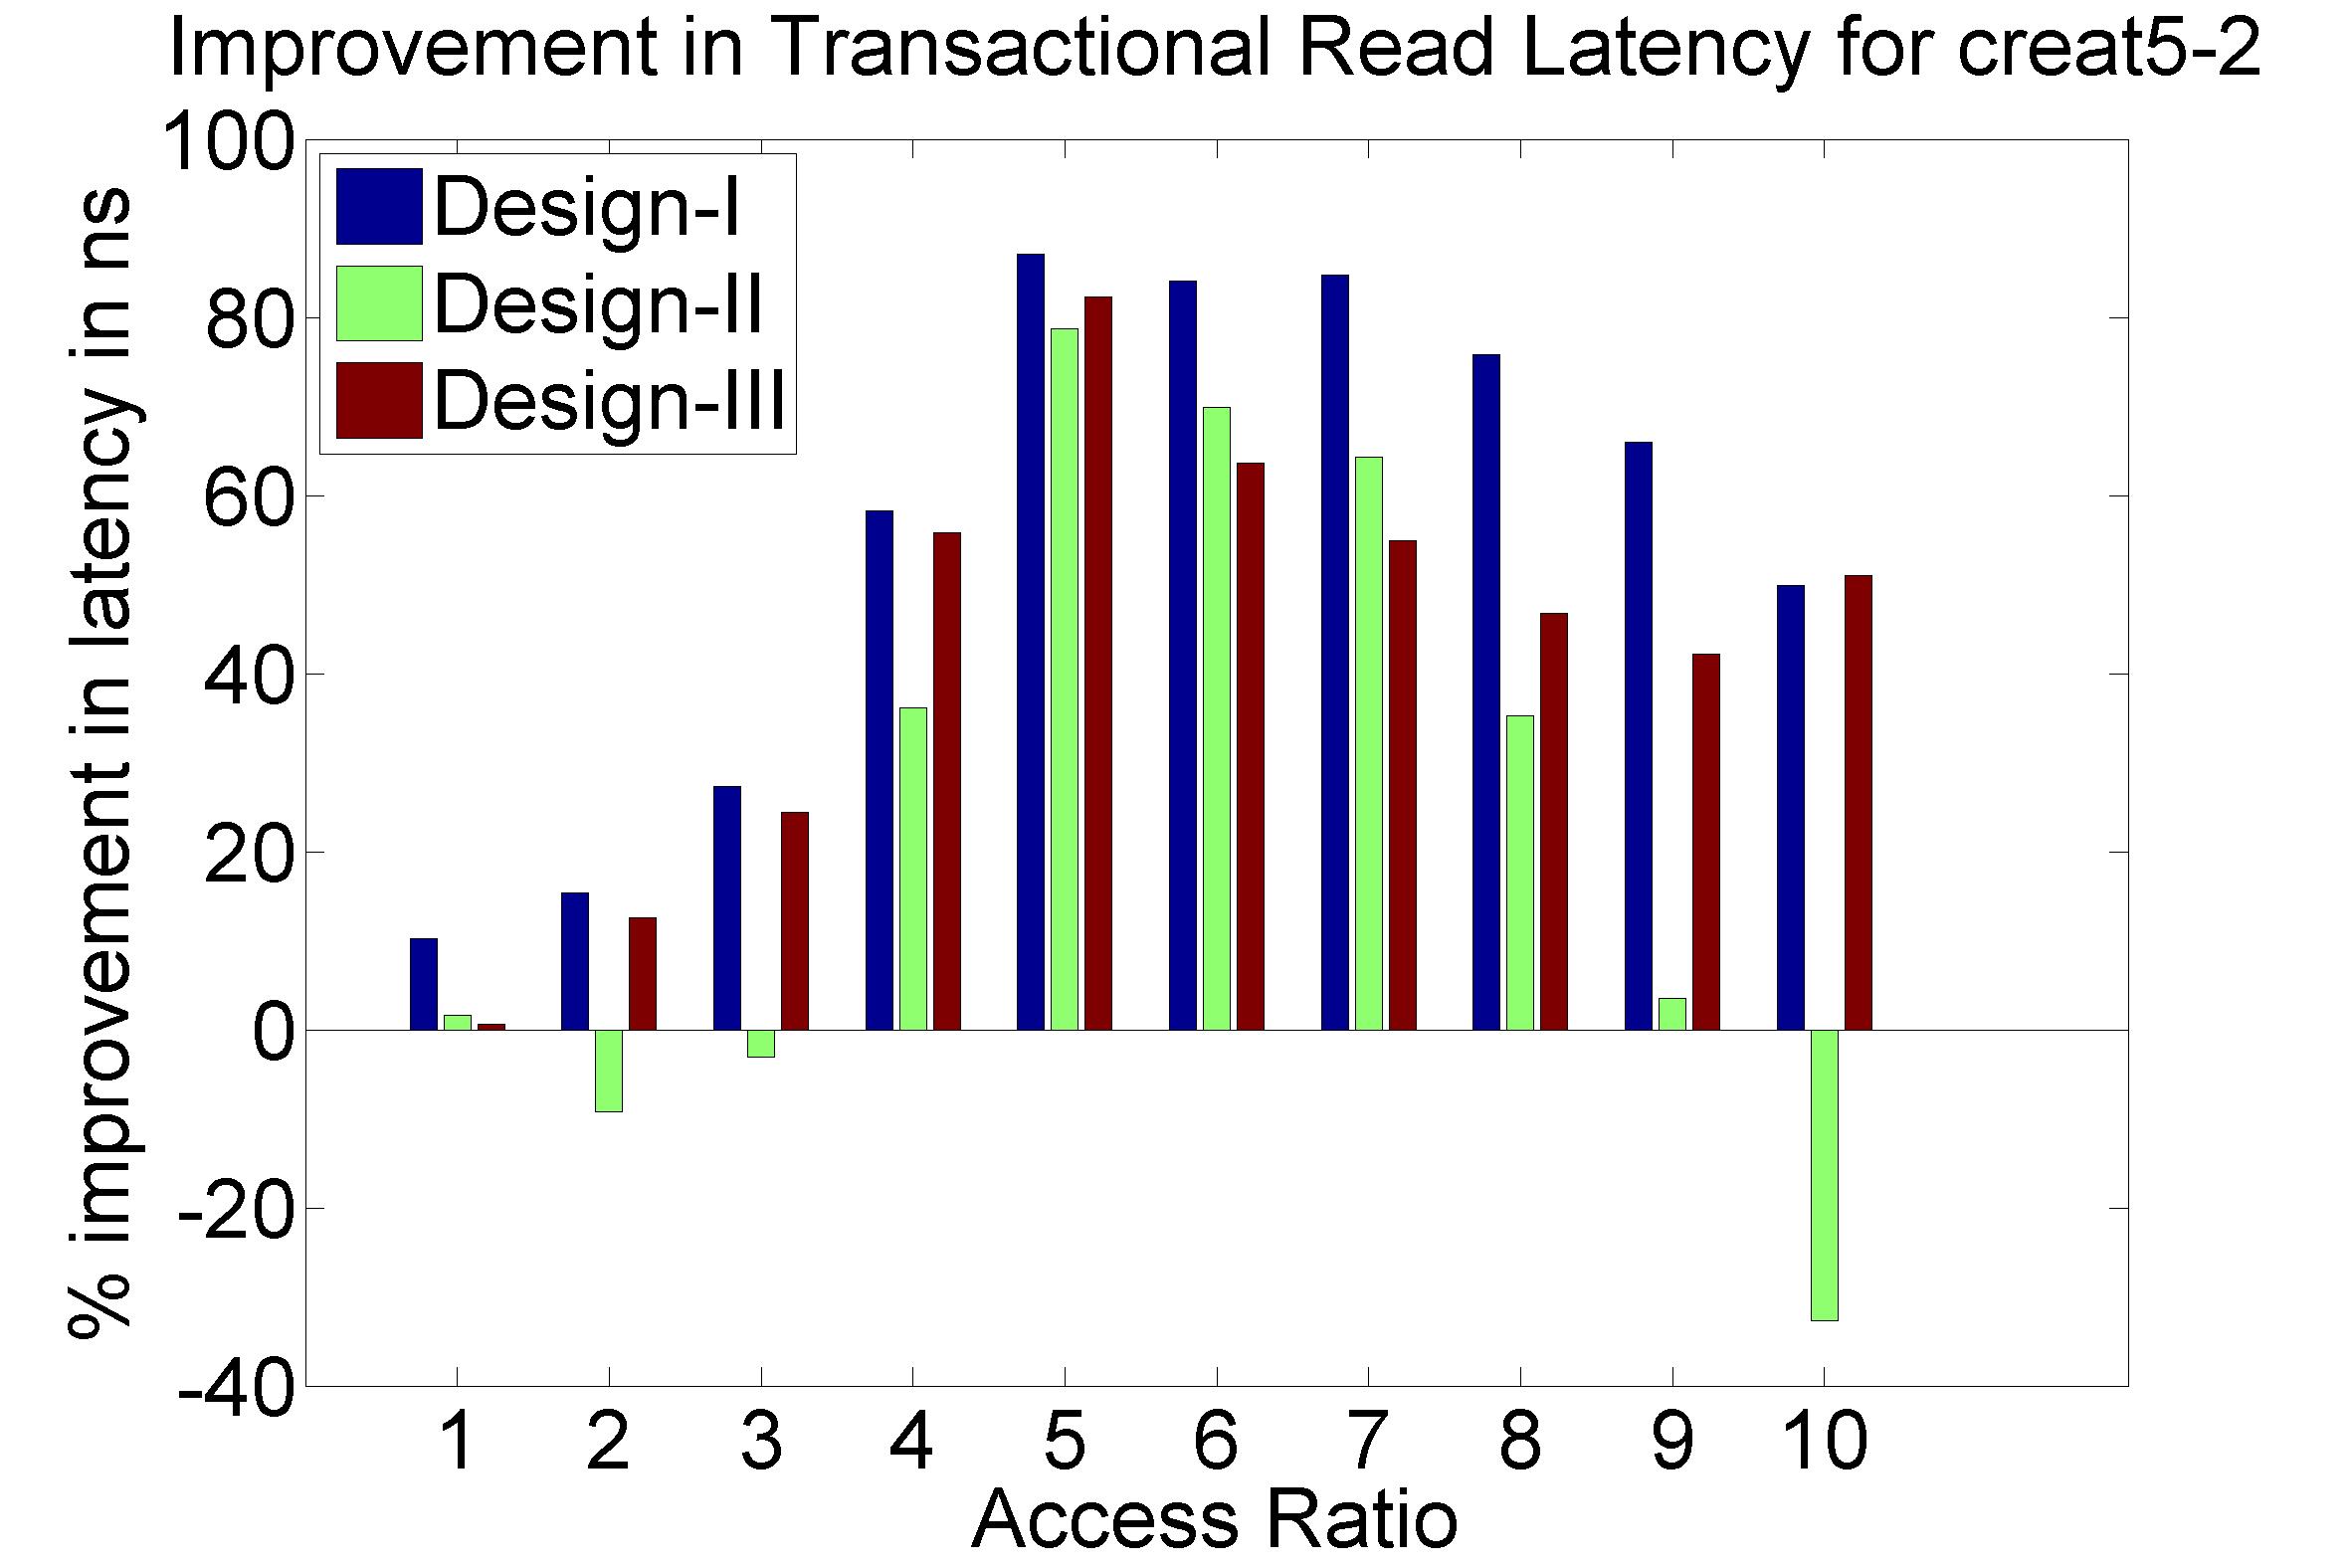 Improvement in Transactional Read Latency for creat5-2
% improvement in latency in ns
100
80
60
40
20
0
-20
-40
Design-I
Design-II
Design-III
1 2 3 4 5 6 7 8 9 10
Access Ratio